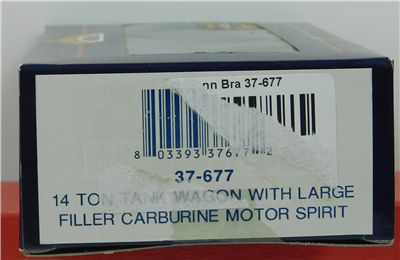 on Bra 37-677
8 03393 37677 2
37-677
14 TON TANK WAGON WITH LARGE
FILLER CARBURINE MOTOR SPIRIT